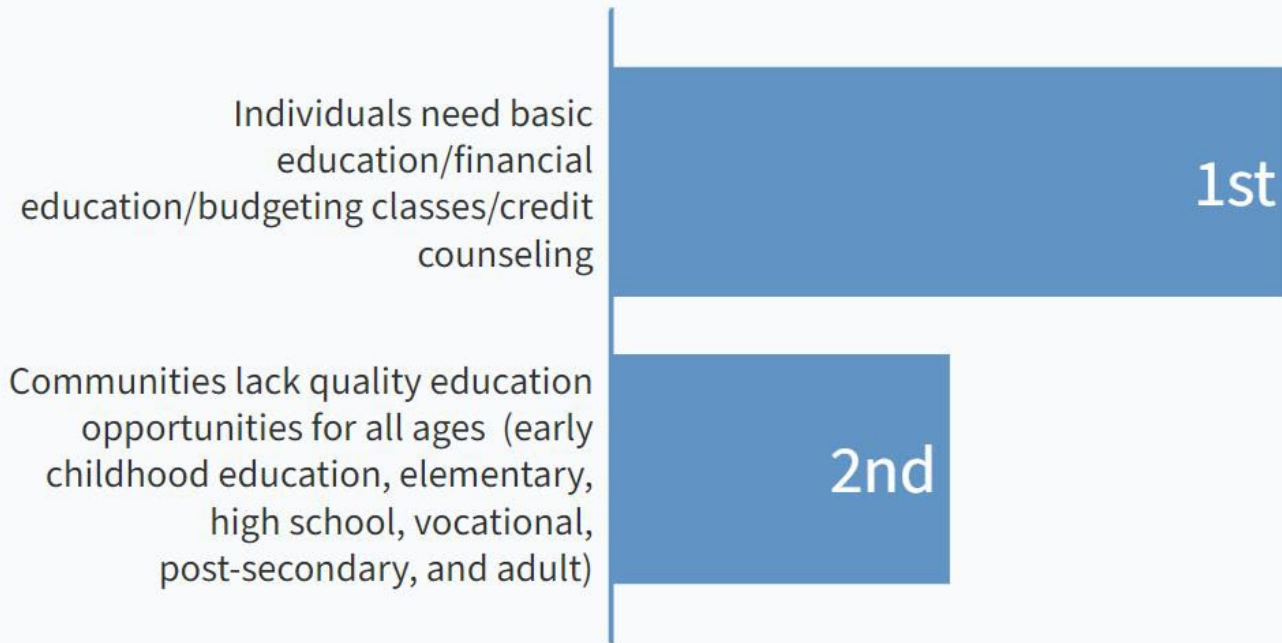 Individuals need basic
education/financial
education/budgeting classes/credit
counseling
1st
Communities lack quality education
opportunities for all ages (early
childhood education, elementary,
high school, vocational,
post-secondary, and adult)
2nd